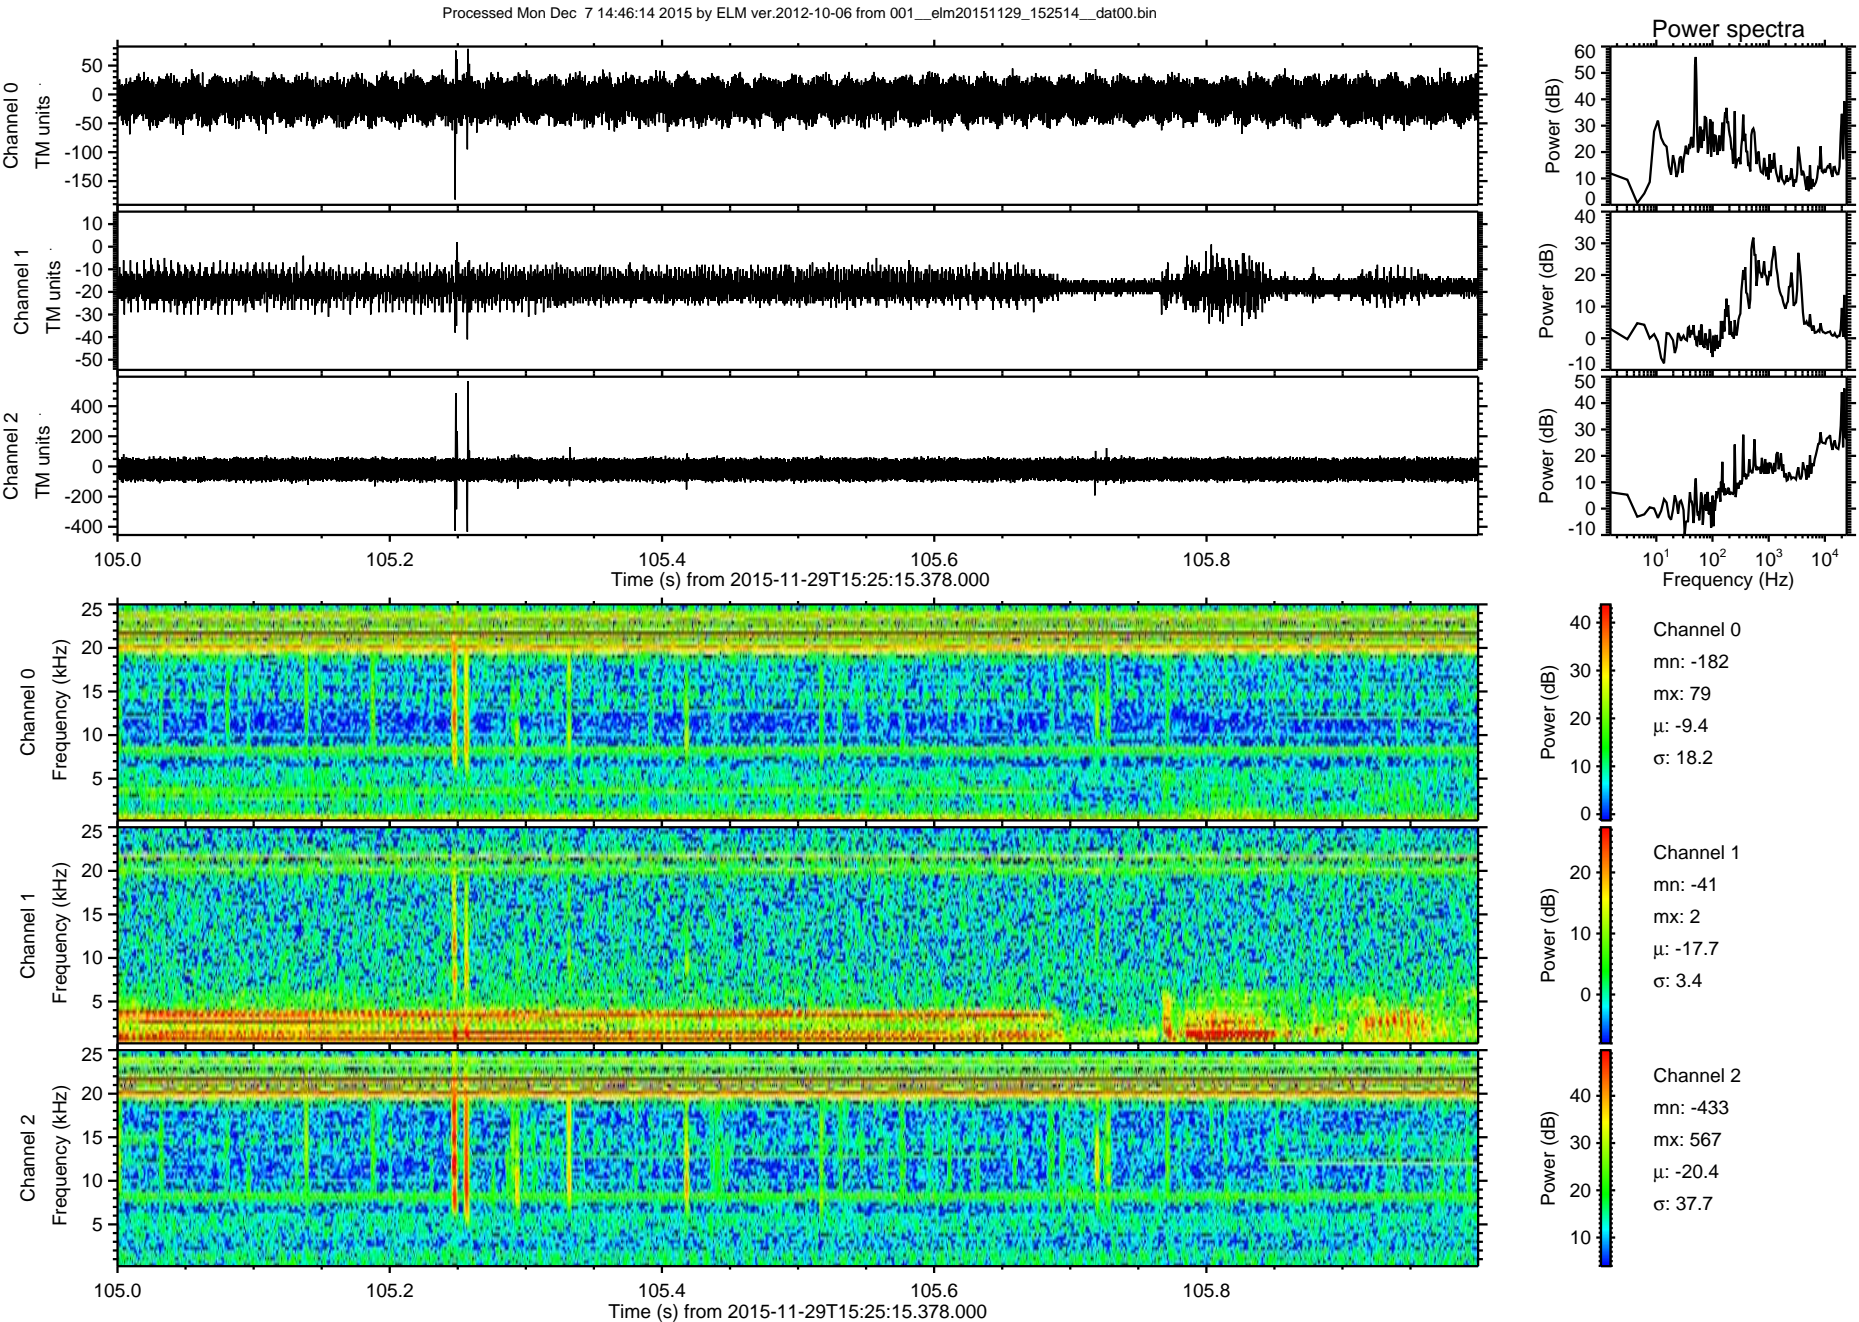 Processed Mon Dec 7 14:46:14 2015 by ELM ver.2012-10-06 from 001__elm20151129_152514__dat00.bin
Power spectra
Channel 0
TM units
50
0
-50
-100
-150
Power (dB)
60
50
40
30
20
10
0
Channel 1
TM units
10
0
-10
-20
-30
-40
-50
Power (dB)
40
30
20
10
0
-10
Channel 2
TM units
400
200
0
-200
-400
Power (dB)
50
40
30
20
10
0
-10
105.0 105.2 105.4 105.6 105.8
Time (s) from 2015-11-29T15:25:15.378.000
10^1 10^2 10^3 10^4
Frequency (Hz)
Channel 0
Frequency (kHz)
25
20
15
10
5
Power (dB)
40
30
20
10
0
Channel 0
mn: -182
mx: 79
μ: -9.4
σ: 18.2
Channel 1
Frequency (kHz)
25
20
15
10
5
Power (dB)
20
10
0
Channel 1
mn: -41
mx: 2
μ: -17.7
σ: 3.4
Channel 2
Frequency (kHz)
25
20
15
10
5
Power (dB)
40
30
20
10
Channel 2
mn: -433
mx: 567
μ: -20.4
σ: 37.7
105.0 105.2 105.4 105.6 105.8
Time (s) from 2015-11-29T15:25:15.378.000